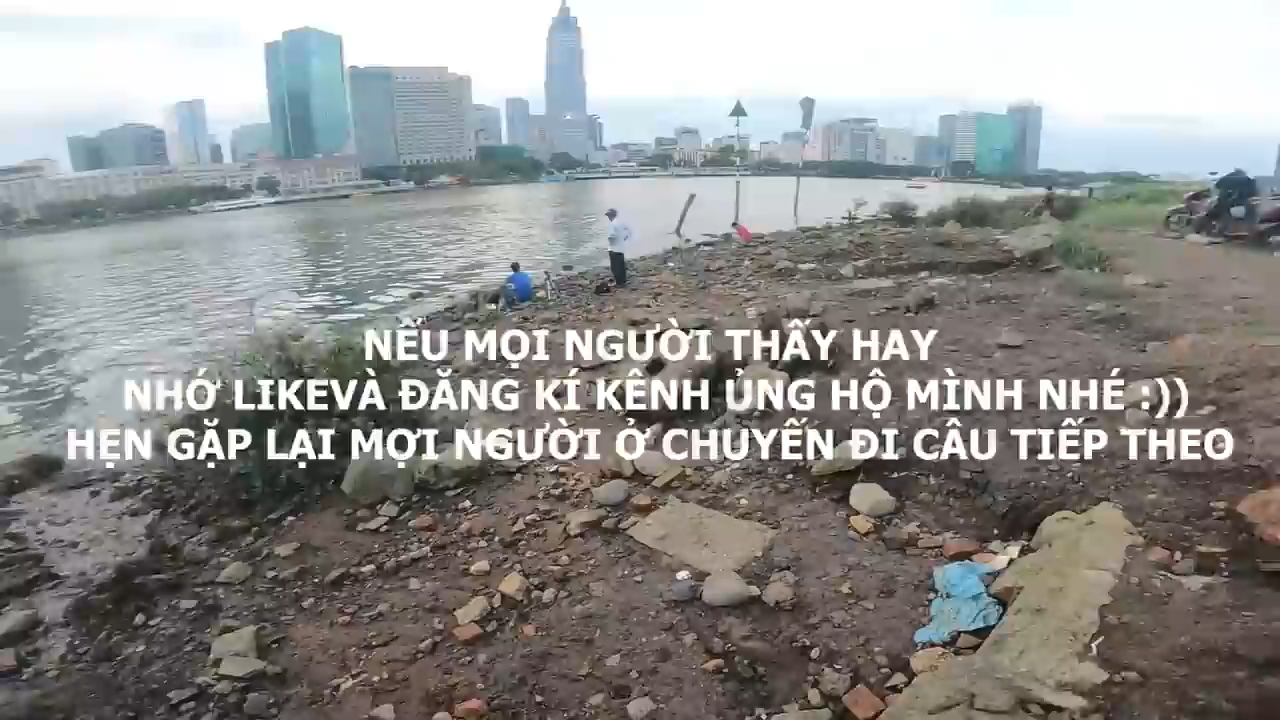 NẾU MỌI NGƯỜI THẤY HAY
NHỚ LIKEVÀ ĐĂNG KÍ KÊNH ỦNG HỘ MÌNH NHÉ :))
HẸN GẶP LẠI MỢI NGƯỜI Ở CHUYẾN ĐI CÂU TIẾP THEO